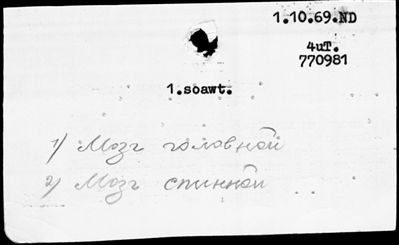 1.10.69.ND
4uT.
770981
1.soawt.
1) Мозг головной
2) Мозг спинной